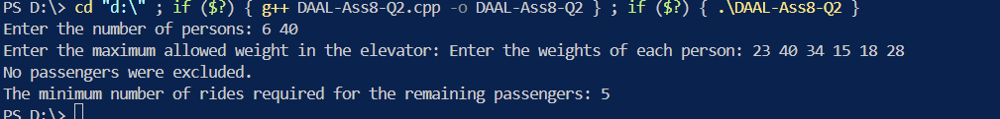 PS D:\> cd "d:\" ; if ($?) { g++ DAAL-Ass8-Q2.cpp -o DAAL-Ass8-Q2 } ; if ($?) { .\DAAL-Ass8-Q2 }
Enter the number of persons: 6 40
Enter the maximum allowed weight in the elevator: Enter the weights of each person: 23 40 34 15 18 28
No passengers were excluded.
The minimum number of rides required for the remaining passengers: 5
PS D:\>